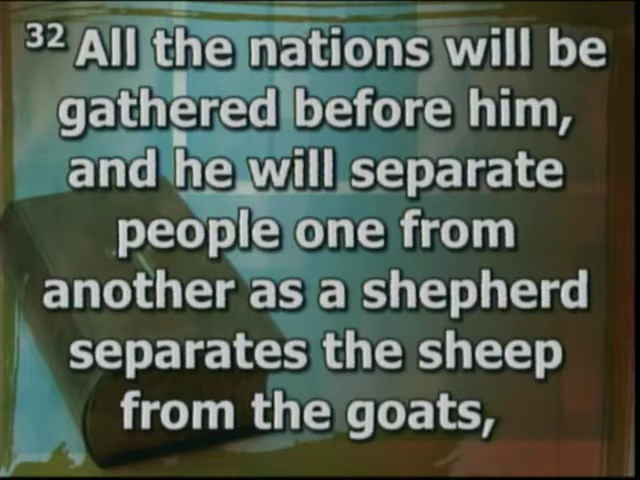 32 All the nations will be
gathered before him,
and he will separate
people one from
another as a shepherd
separates the sheep
from the goats,